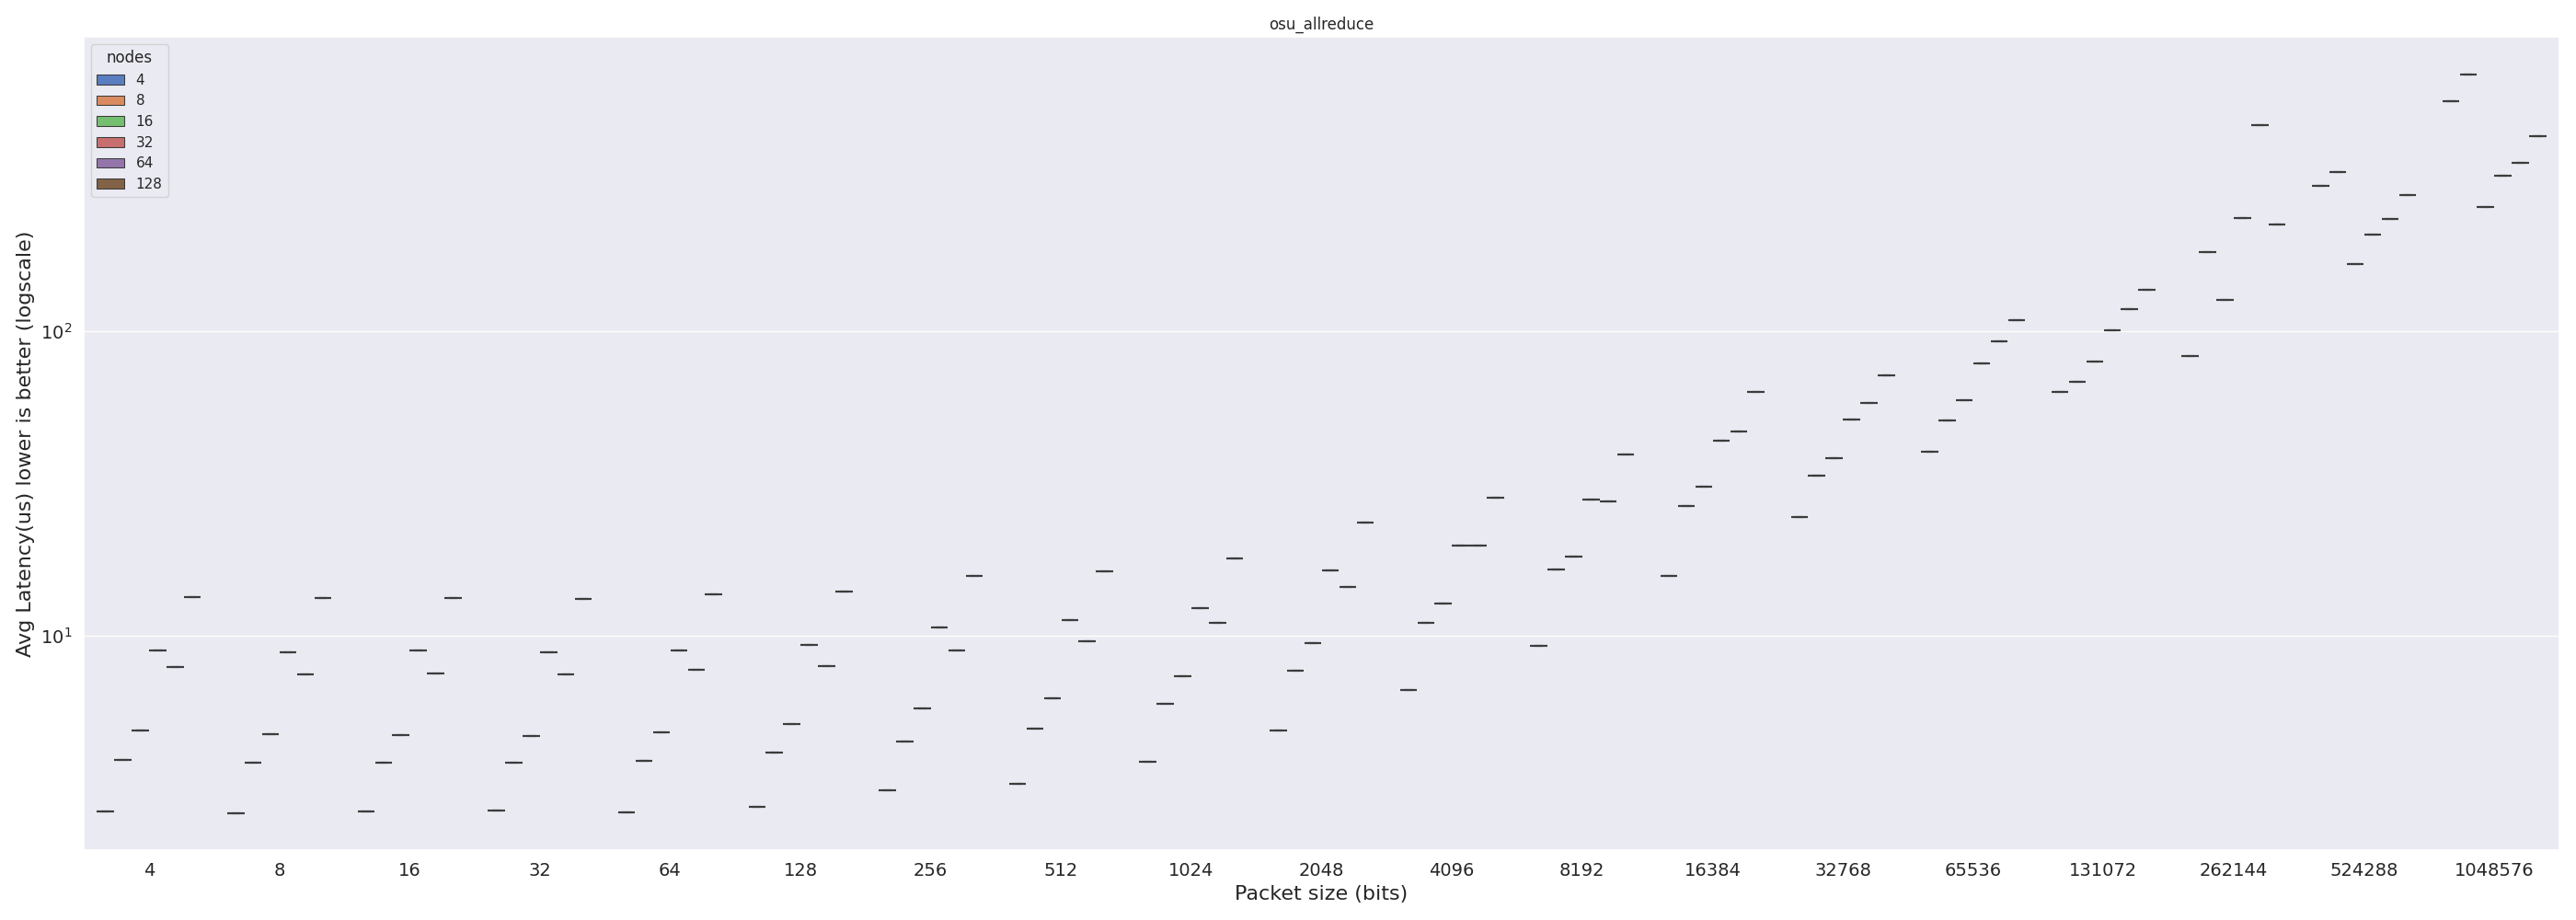 osu_allreduce
nodes
4
8
16
32
64
128
Avg Latency(us) lower is better (logscale)
10²
10¹
4 8 16 32 64 128 256 512 1024 2048 4096 8192 16384 32768 65536 131072 262144 524288 1048576
Packet size (bits)